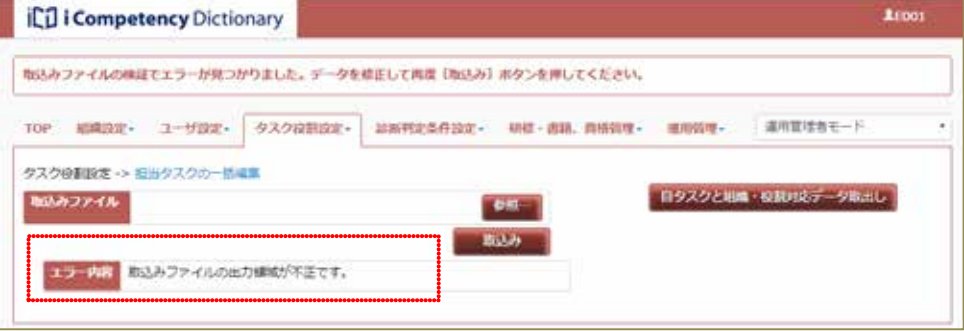 iCD i Competency Dictionary
E0001
取込みファイルの検証でエラーが見つかりました。データを修正して再度［取込み］ボタンを押してください。
TOP 組織設定 ユーザ設定 タスク役割設定 診断判定条件設定 研修・書籍、資格管理 運用管理 運用管理者モード
タスク役割設定 -> 担当タスクの一括編集
取込みファイル 参照... 自タスクと組織・役割対応データ取出し
取込み
エラー内容 取込みファイルの出力領域が不正です。